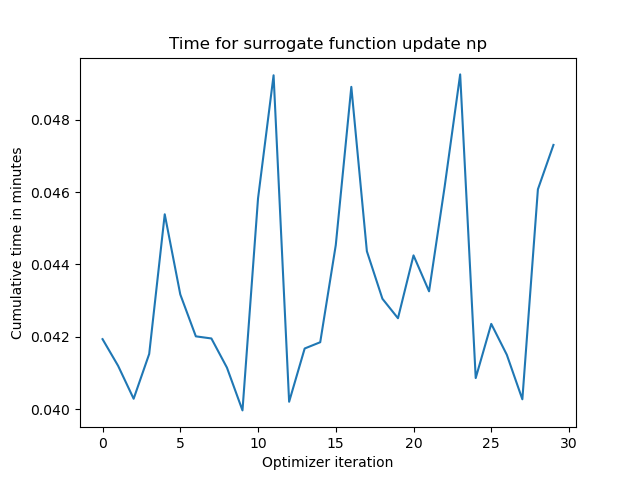 Time for surrogate function update np
Cumulative time in minutes
0.048
0.046
0.044
0.042
0.040
0 5 10 15 20 25 30
Optimizer iteration